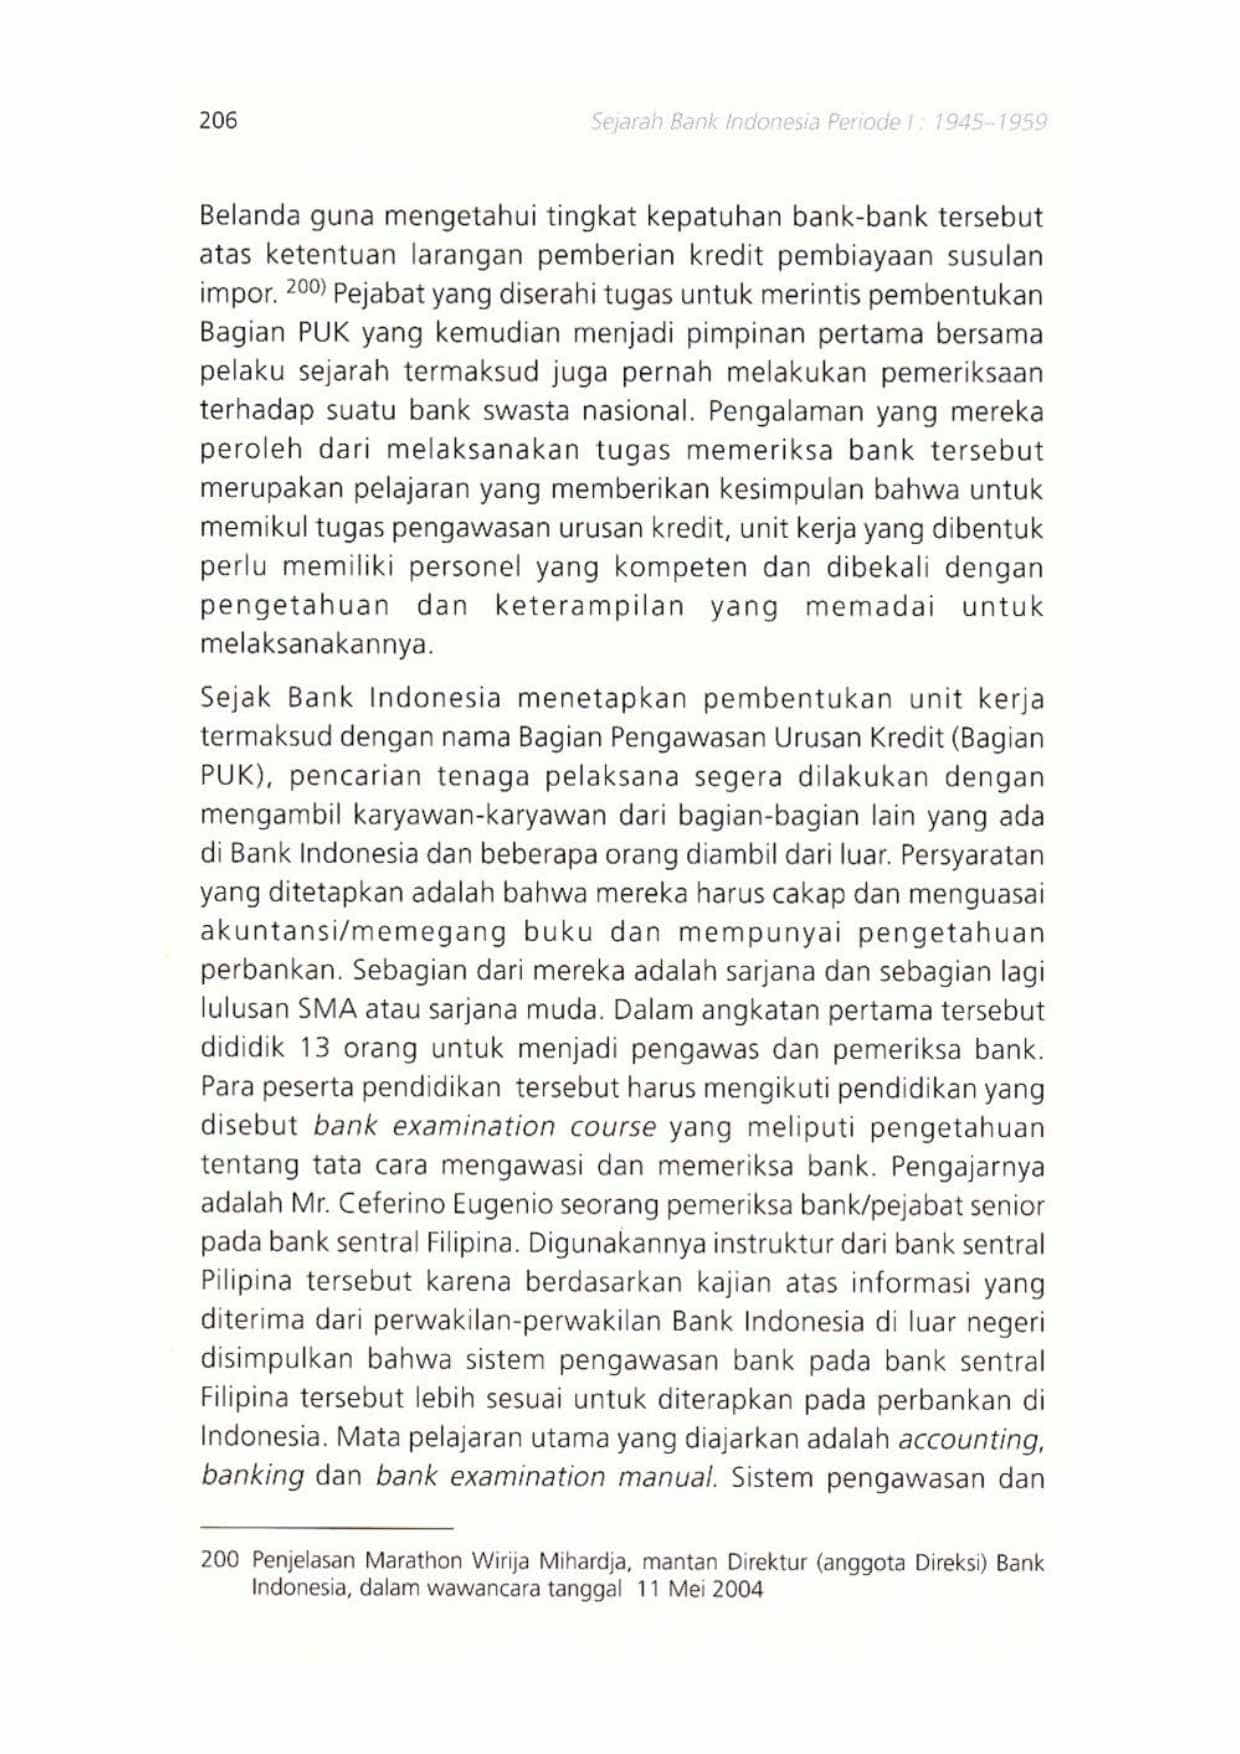 206
Sejarah Bank Indonesia Periode I : 1945–1959
Belanda guna mengetahui tingkat kepatuhan bank-bank tersebut
atas ketentuan larangan pemberian kredit pembiayaan susulan
impor. 200) Pejabat yang diserahi tugas untuk merintis pembentukan
Bagian PUK yang kemudian menjadi pimpinan pertama bersama
pelaku sejarah termaksud juga pernah melakukan pemeriksaan
terhadap suatu bank swasta nasional. Pengalaman yang mereka
peroleh dari melaksanakan tugas memeriksa bank tersebut
merupakan pelajaran yang memberikan kesimpulan bahwa untuk
memikul tugas pengawasan urusan kredit, unit kerja yang dibentuk
perlu memiliki personel yang kompeten dan dibekali dengan
pengetahuan dan keterampilan yang memadai untuk
melaksanakannya.
Sejak Bank Indonesia menetapkan pembentukan unit kerja
termaksud dengan nama Bagian Pengawasan Urusan Kredit (Bagian
PUK), pencarian tenaga pelaksana segera dilakukan dengan
mengambil karyawan-karyawan dari bagian-bagian lain yang ada
di Bank Indonesia dan beberapa orang diambil dari luar. Persyaratan
yang ditetapkan adalah bahwa mereka harus cakap dan menguasai
akuntansi/memegang buku dan mempunyai pengetahuan
perbankan. Sebagian dari mereka adalah sarjana dan sebagian lagi
lulusan SMA atau sarjana muda. Dalam angkatan pertama tersebut
dididik 13 orang untuk menjadi pengawas dan pemeriksa bank.
Para peserta pendidikan tersebut harus mengikuti pendidikan yang
disebut bank examination course yang meliputi pengetahuan
tentang tata cara mengawasi dan memeriksa bank. Pengajarnya
adalah Mr. Ceferino Eugenio seorang pemeriksa bank/pejabat senior
pada bank sentral Filipina. Digunakannya instruktur dari bank sentral
Pilipina tersebut karena berdasarkan kajian atas informasi yang
diterima dari perwakilan-perwakilan Bank Indonesia di luar negeri
disimpulkan bahwa sistem pengawasan bank pada bank sentral
Filipina tersebut lebih sesuai untuk diterapkan pada perbankan di
Indonesia. Mata pelajaran utama yang diajarkan adalah accounting,
banking dan bank examination manual. Sistem pengawasan dan
200 Penjelasan Marathon Wirija Mihardja, mantan Direktur (anggota Direksi) Bank
Indonesia, dalam wawancara tanggal 11 Mei 2004